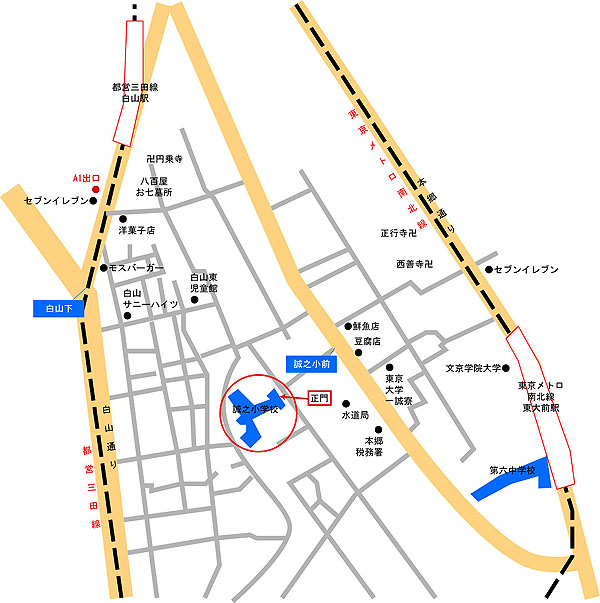 都営三田線
白山駅
卍円乗寺
A1出口
八百屋
お七墓所
セブンイレブン
洋菓子店
モスバーガー
白山
サニーハイツ
白山東
児童館
白山下
東京メトロ南北線
本郷通り
正行寺卍
西善寺卍
セブンイレブン
鮮魚店
豆腐店
誠之小前
東京
大学
一誠寮
文京学院大学
東京メトロ
南北線
東大前駅
正門
誠之小学校
水道局
本郷
税務署
白山通り
都営三田線
第六中学校